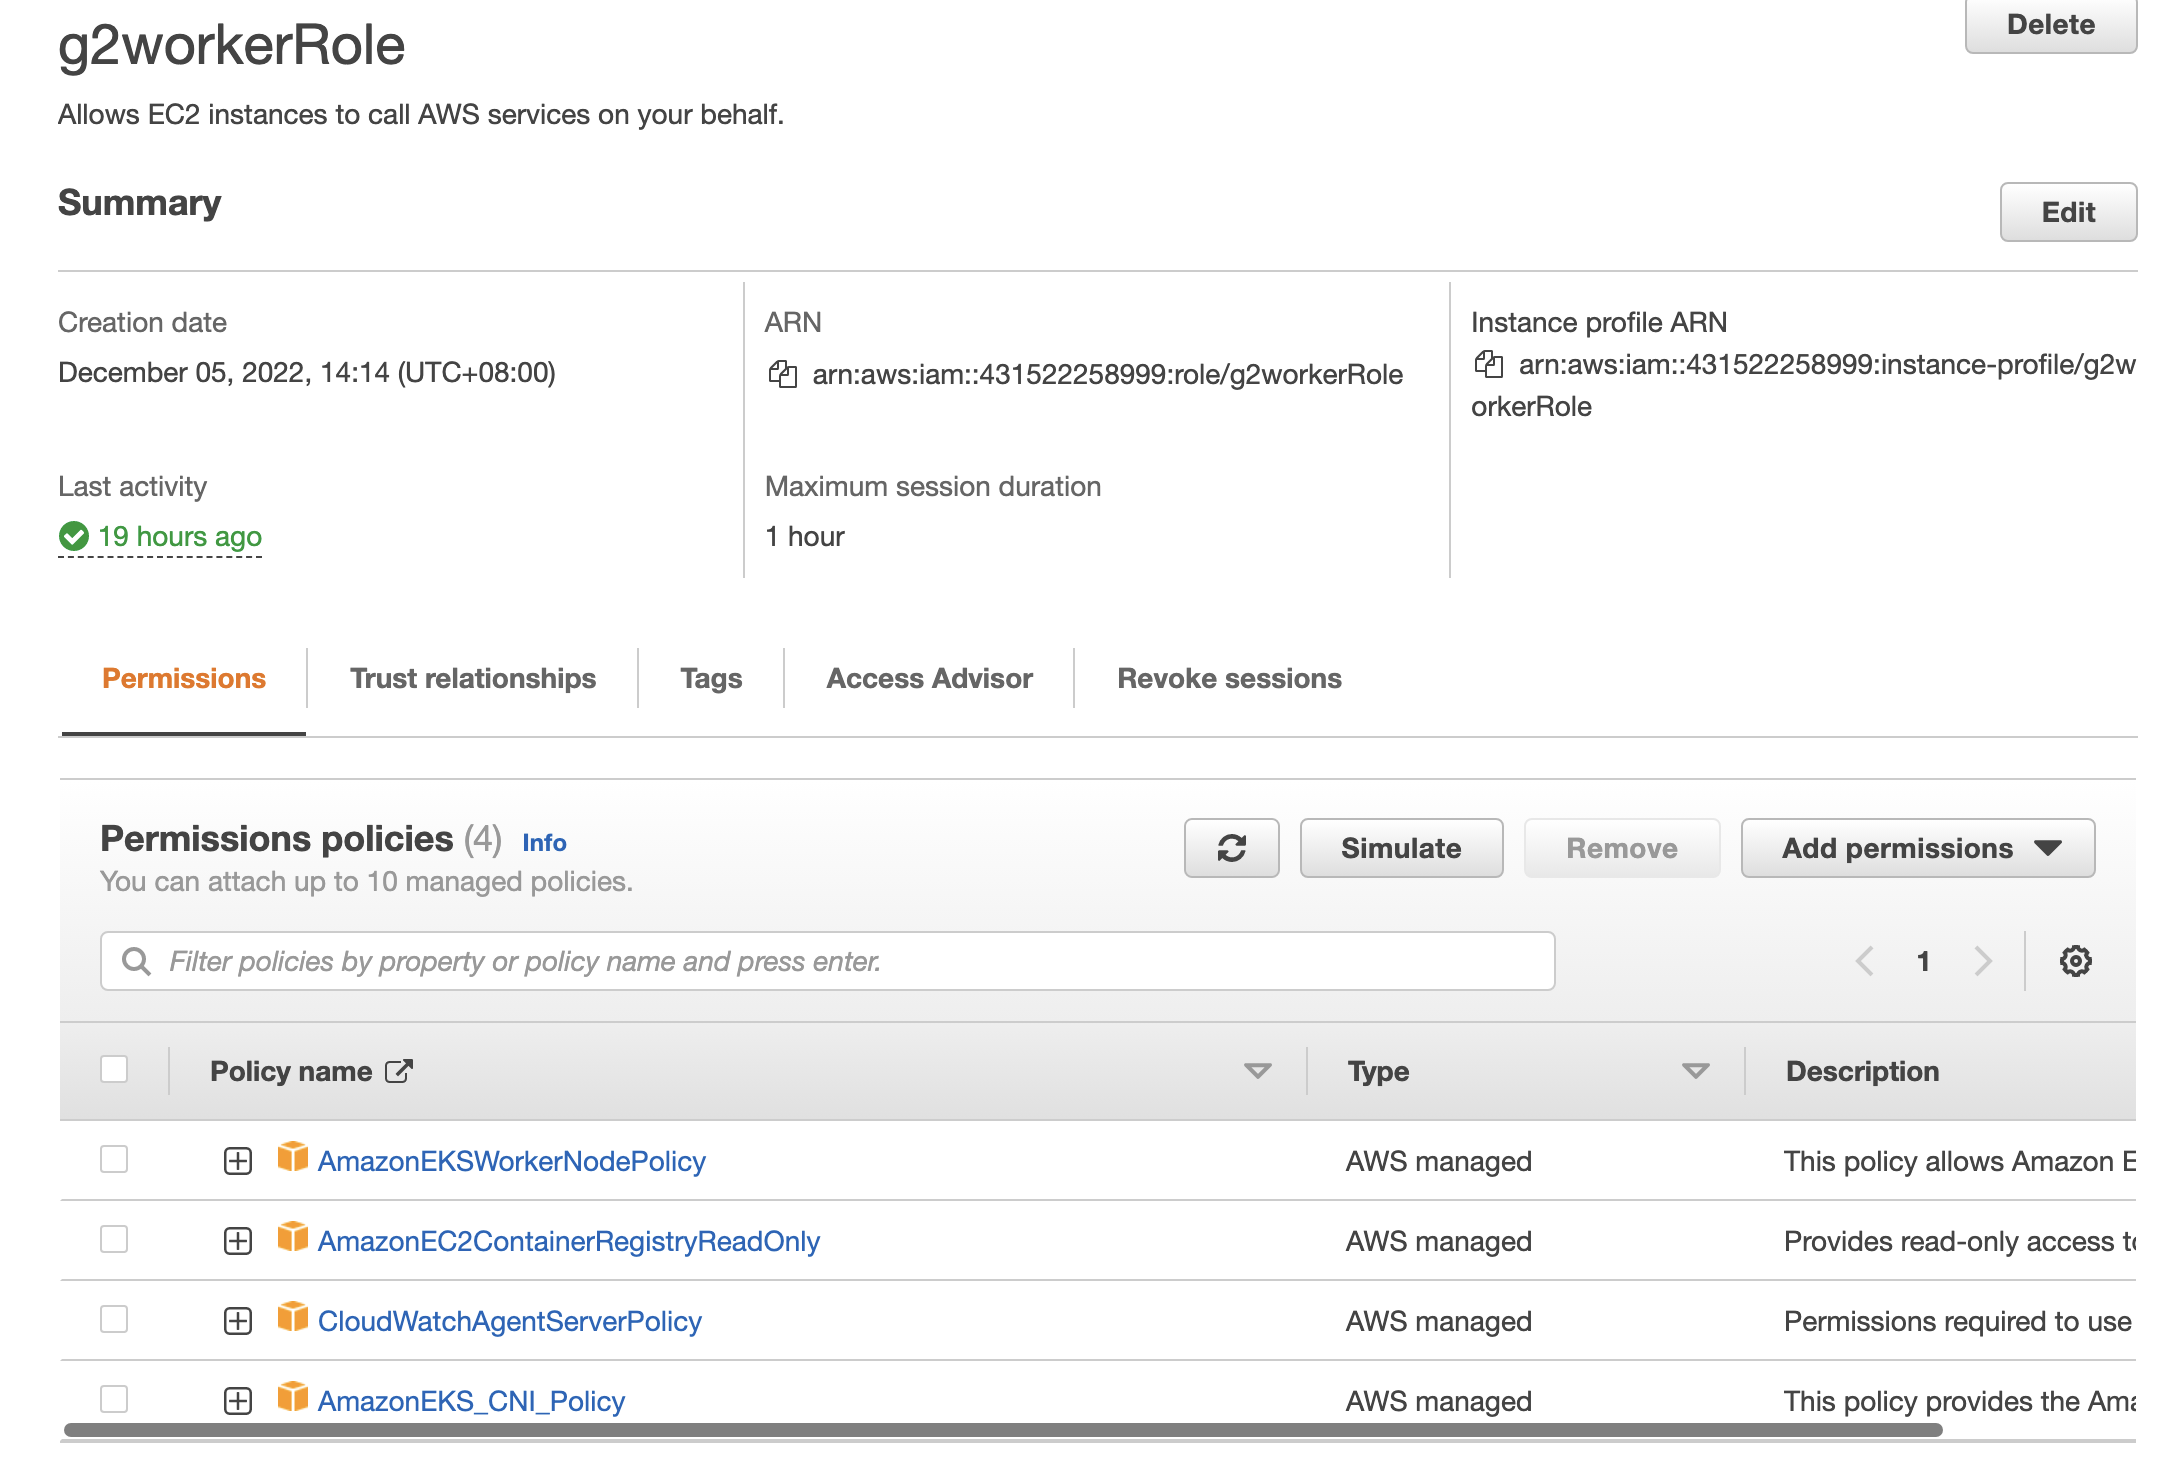 g2workerRole
Delete
Allows EC2 instances to call AWS services on your behalf.
Summary
Edit
Creation date
December 05, 2022, 14:14 (UTC+08:00)
ARN
arn:aws:iam::431522258999:role/g2workerRole
Instance profile ARN
arn:aws:iam::431522258999:instance-profile/g2w
orkerRole
Last activity
19 hours ago
Maximum session duration
1 hour
Permissions
Trust relationships
Tags
Access Advisor
Revoke sessions
Permissions policies (4) Info
You can attach up to 10 managed policies.
Simulate
Remove
Add permissions
Filter policies by property or policy name and press enter.
1
Policy name
Type
Description
AmazonEKSWorkerNodePolicy
AWS managed
This policy allows Amazon E
AmazonEC2ContainerRegistryReadOnly
AWS managed
Provides read-only access to
CloudWatchAgentServerPolicy
AWS managed
Permissions required to use
AmazonEKS_CNI_Policy
AWS managed
This policy provides the Ama